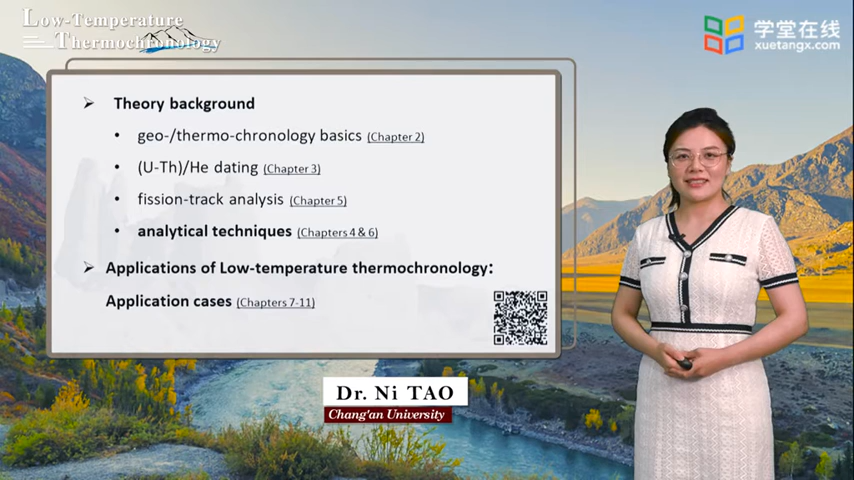 Low-Temperature
Thermochronology
学堂在线
xuetangx.com
➢ Theory background
• geo-/thermo-chronology basics (Chapter 2)
• (U-Th)/He dating (Chapter 3)
• fission-track analysis (Chapter 5)
• analytical techniques (Chapters 4 & 6)
➢ Applications of Low-temperature thermochronology:
Application cases (Chapters 7-11)
Dr. Ni TAO
Chang'an University